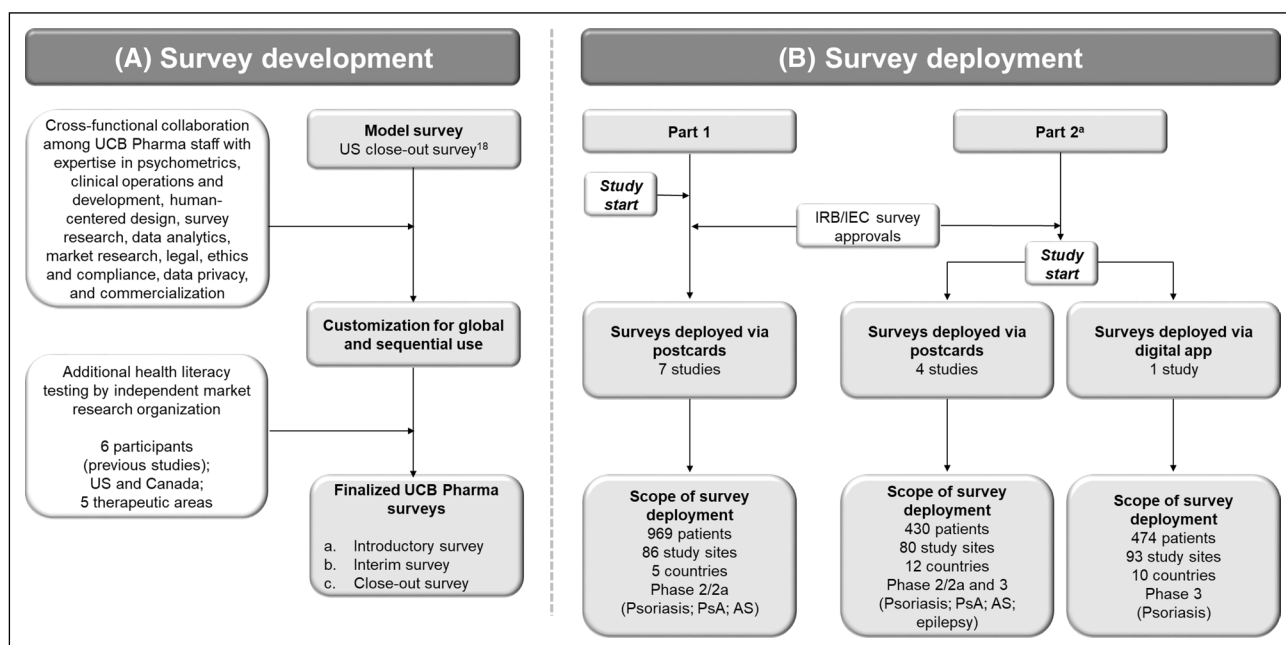 (A) Survey development
Cross-functional collaboration
among UCB Pharma staff with
expertise in psychometrics,
clinical operations and
development, human-
centered design, survey
research, data analytics,
market research, legal, ethics
and compliance, data privacy,
and commercialization
Model survey
US close-out survey18
Customization for global
and sequential use
Additional health literacy
testing by independent market
research organization
6 participants
(previous studies);
US and Canada;
5 therapeutic areas
Finalized UCB Pharma
surveys
a. Introductory survey
b. Interim survey
c. Close-out survey
(B) Survey deployment
Part 1
Part 2a
Study
start
IRB/IEC survey
approvals
Study
start
Surveys deployed via
postcards
7 studies
Surveys deployed via
postcards
4 studies
Surveys deployed via
digital app
1 study
Scope of survey
deployment
969 patients
86 study sites
5 countries
Phase 2/2a
(Psoriasis; PsA; AS)
Scope of survey
deployment
430 patients
80 study sites
12 countries
Phase 2/2a and 3
(Psoriasis; PsA; AS;
epilepsy)
Scope of survey
deployment
474 patients
93 study sites
10 countries
Phase 3
(Psoriasis)